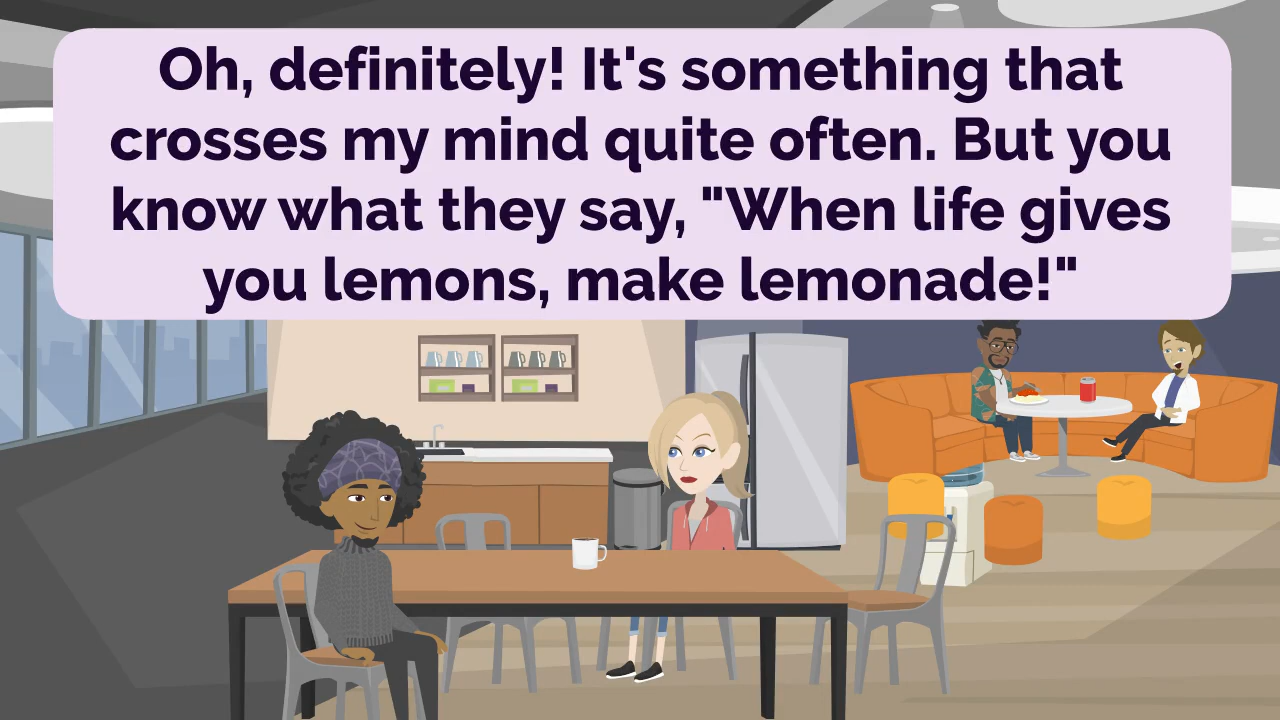 Oh, definitely! It's something that
crosses my mind quite often. But you
know what they say, "When life gives
you lemons, make lemonade!"